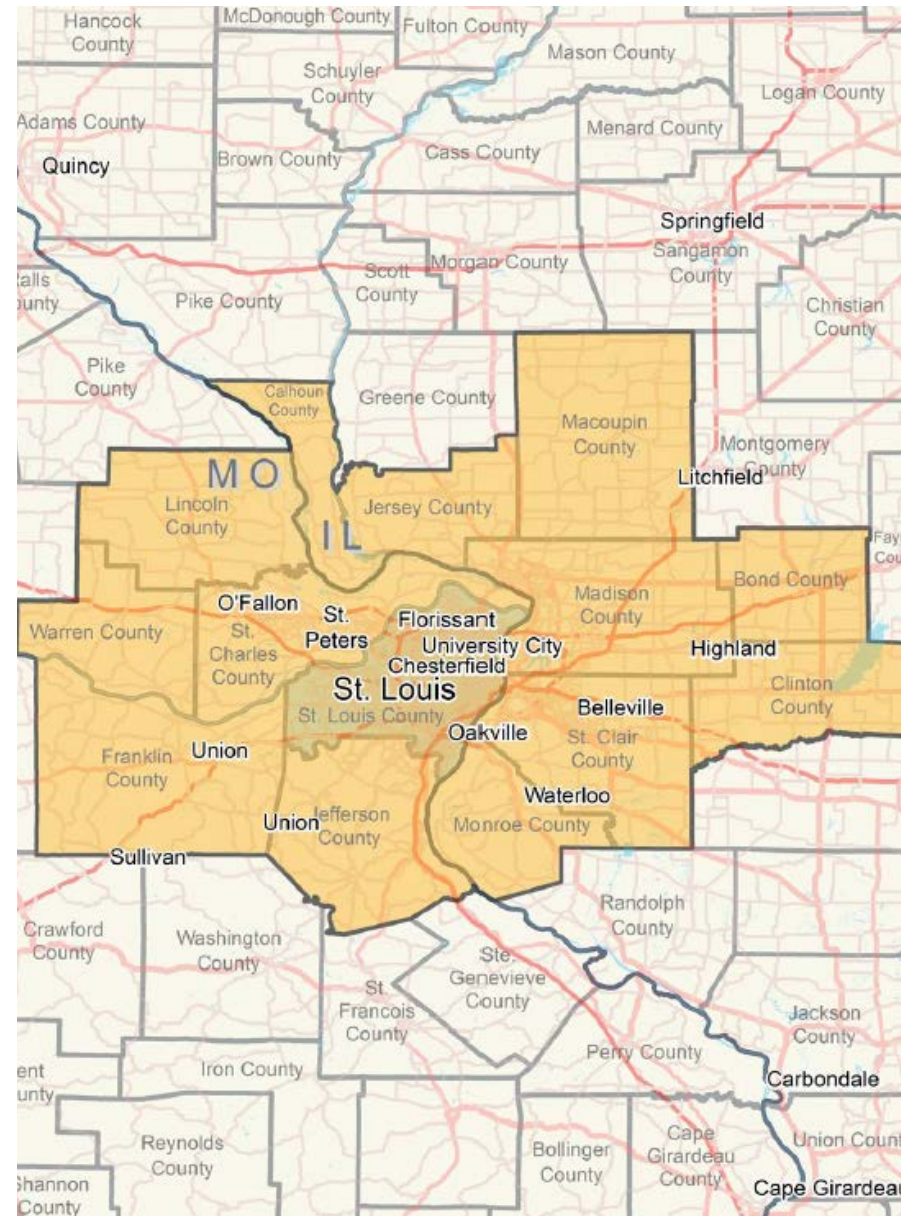 Hancock
County
McDonough County
Fulton County
Mason County
Schuyler
County
Logan County
Adams County
Menard County
Brown County
Cass County
Quincy
Springfield
Sangamon
County
Morgan County
Scott
County
Pike County
Christian
County
Pike
County
Calhoun
County
Greene County
Macoupin
County
Montgomery
County
Litchfield
MO
Lincoln
County
Jersey County
IL
Bond County
Madison
County
O'Fallon
St.
Peters
Florissant
Warren County
St.
Charles
County
University City
Highland
Chesterfield
St. Louis
Clinton
County
St. Louis County
Belleville
Oakville
St. Clair
County
Union
Franklin
County
Waterloo
Union
Jefferson
County
Monroe County
Sullivan
Randolph
County
Crawford
County
Washington
County
Ste.
Genevieve
County
St.
Francois
County
Jackson
County
Perry County
Iron County
Carbondale
Reynolds
County
Bollinger
County
Cape
Girardeau
County
Union Count
Shannon
County
Cape Girardeau